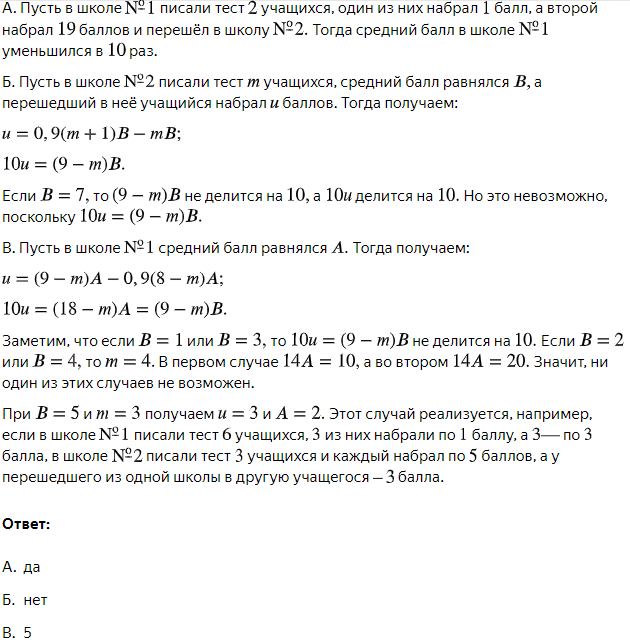 А. Пусть в школе №1 писали тест 2 учащихся, один из них набрал 1 балл, а второй
набрал 19 баллов и перешёл в школу №2. Тогда средний балл в школе №1
уменьшился в 10 раз.
Б. Пусть в школе №2 писали тест m учащихся, средний балл равнялся B, а
перешедший в неё учащийся набрал u баллов. Тогда получаем:
u = 0, 9(m + 1)B − mB;
10u = (9 − m)B.
Если B = 7, то (9 − m)B не делится на 10, а 10u делится на 10. Но это невозможно,
поскольку 10u = (9 − m)B.
В. Пусть в школе №1 средний балл равнялся A. Тогда получаем:
u = (9 − m)A − 0, 9(8 − m)A;
10u = (18 − m)A = (9 − m)B.
Заметим, что если B = 1 или B = 3, то 10u = (9 − m)B не делится на 10. Если B = 2
или B = 4, то m = 4. В первом случае 14A = 10, а во втором 14A = 20. Значит, ни
один из этих случаев не возможен.
При B = 5 и m = 3 получаем u = 3 и A = 2. Этот случай реализуется, например,
если в школе №1 писали тест 6 учащихся, 3 из них набрали по 1 баллу, а 3— по 3
балла, в школе №2 писали тест 3 учащихся и каждый набрал по 5 баллов, а у
перешедшего из одной школы в другую учащегося – 3 балла.
Ответ:
А. да
Б. нет
В. 5